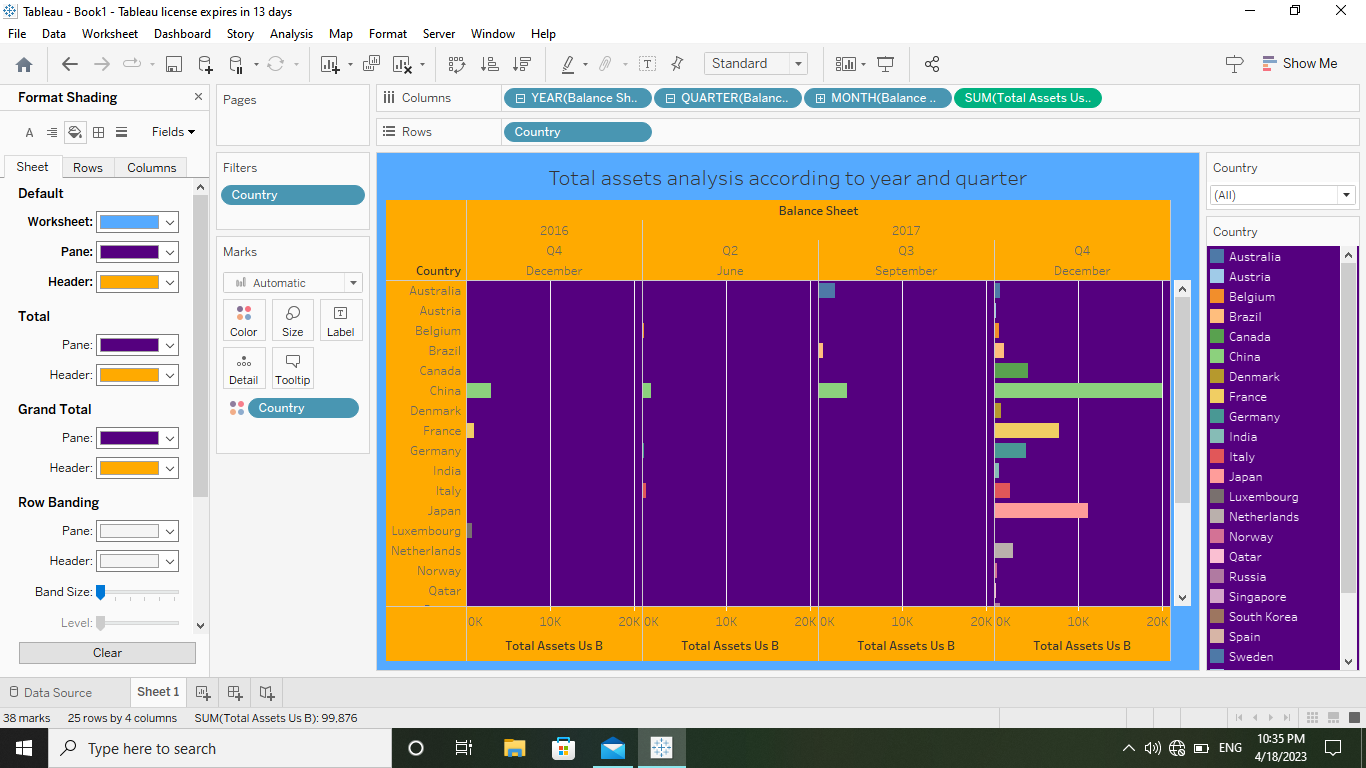 Tableau - Book1 - Tableau license expires in 13 days
File Data Worksheet Dashboard Story Analysis Map Format Server Window Help
Standard
Show Me
Format Shading
A
Fields
Sheet Rows Columns
Default
Worksheet:
Pane:
Header:
Total
Pane:
Header:
Grand Total
Pane:
Header:
Row Banding
Pane:
Header:
Band Size:
Level:
Clear
Pages
Filters
Country
Marks
Automatic
Color Size Label
Detail Tooltip
Country
Columns YEAR(Balance Sh.. QUARTER(Balanc.. MONTH(Balance .. SUM(Total Assets Us..
Rows Country
Total assets analysis according to year and quarter
Balance Sheet
2016 2017
Q4 Q2 Q3 Q4
Country December June September December
Australia
Austria
Belgium
Brazil
Canada
China
Denmark
France
Germany
India
Italy
Japan
Luxembourg
Netherlands
Norway
Qatar
0K 10K 20K 0K 10K 20K 0K 10K 20K 0K 10K 20K
Total Assets Us B Total Assets Us B Total Assets Us B Total Assets Us B
Country
(All)
Country
Australia
Austria
Belgium
Brazil
Canada
China
Denmark
France
Germany
India
Italy
Japan
Luxembourg
Netherlands
Norway
Qatar
Russia
Singapore
South Korea
Spain
Sweden
Data Source Sheet 1
38 marks 25 rows by 4 columns SUM(Total Assets Us B): 99,876
Type here to search
ENG
10:35 PM
4/18/2023